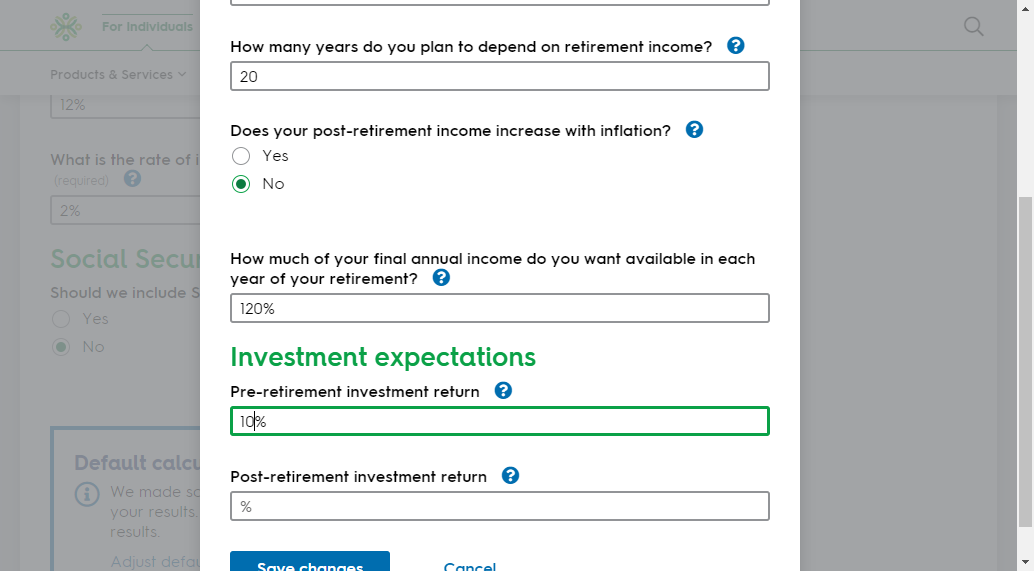 For Individuals
Products & Services
12%
What is the rate of i
(required)
2%
Social Secu
Should we include S
Yes
No
Default calcu
We made so
your results.
results.
Adjust defau
How many years do you plan to depend on retirement income?
20
Does your post-retirement income increase with inflation?
Yes
No
How much of your final annual income do you want available in each
year of your retirement?
120%
Investment expectations
Pre-retirement investment return
10%
Post-retirement investment return
%
Save changes
Cancel